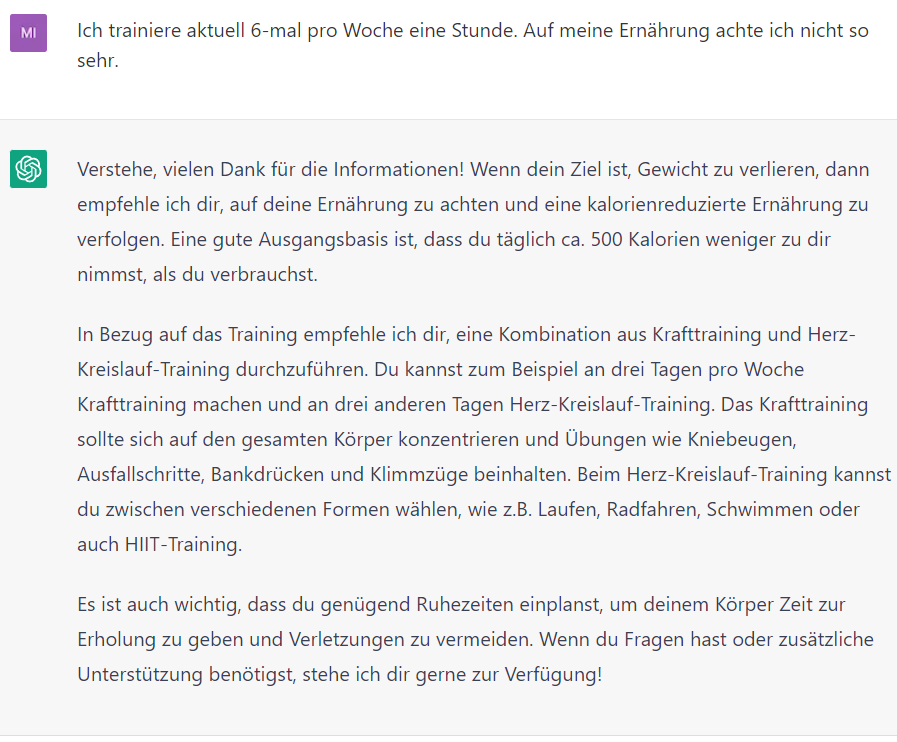 MI
Ich trainiere aktuell 6-mal pro Woche eine Stunde. Auf meine Ernährung achte ich nicht so
sehr.
Verstehe, vielen Dank für die Informationen! Wenn dein Ziel ist, Gewicht zu verlieren, dann
empfehle ich dir, auf deine Ernährung zu achten und eine kalorienreduzierte Ernährung zu
verfolgen. Eine gute Ausgangsbasis ist, dass du täglich ca. 500 Kalorien weniger zu dir
nimmst, als du verbrauchst.
In Bezug auf das Training empfehle ich dir, eine Kombination aus Krafttraining und Herz-
Kreislauf-Training durchzuführen. Du kannst zum Beispiel an drei Tagen pro Woche
Krafttraining machen und an drei anderen Tagen Herz-Kreislauf-Training. Das Krafttraining
sollte sich auf den gesamten Körper konzentrieren und Übungen wie Kniebeugen,
Ausfallschritte, Bankdrücken und Klimmzüge beinhalten. Beim Herz-Kreislauf-Training kannst
du zwischen verschiedenen Formen wählen, wie z.B. Laufen, Radfahren, Schwimmen oder
auch HIIT-Training.
Es ist auch wichtig, dass du genügend Ruhezeiten einplanst, um deinem Körper Zeit zur
Erholung zu geben und Verletzungen zu vermeiden. Wenn du Fragen hast oder zusätzliche
Unterstützung benötigst, stehe ich dir gerne zur Verfügung!